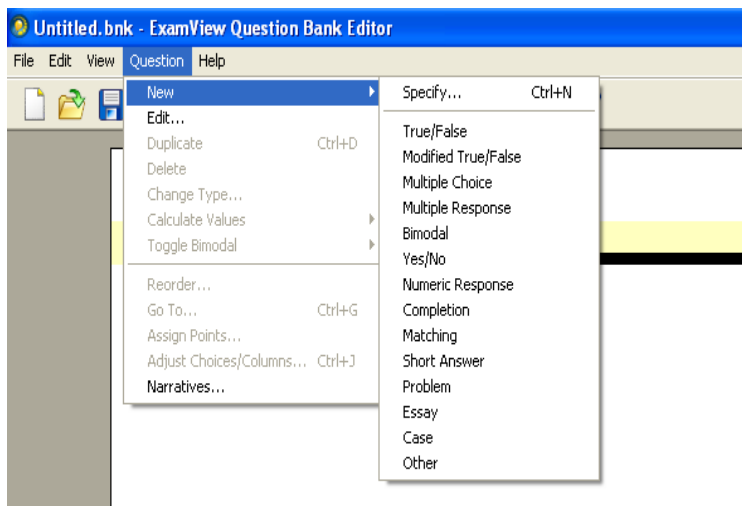 Untitled.bnk - ExamView Question Bank Editor
File Edit View Question Help
New
Edit...
Duplicate Ctrl+D
Delete
Change Type...
Calculate Values
Toggle Bimodal
Reorder...
Go To... Ctrl+G
Assign Points...
Adjust Choices/Columns... Ctrl+J
Narratives...
Specify... Ctrl+N
True/False
Modified True/False
Multiple Choice
Multiple Response
Bimodal
Yes/No
Numeric Response
Completion
Matching
Short Answer
Problem
Essay
Case
Other